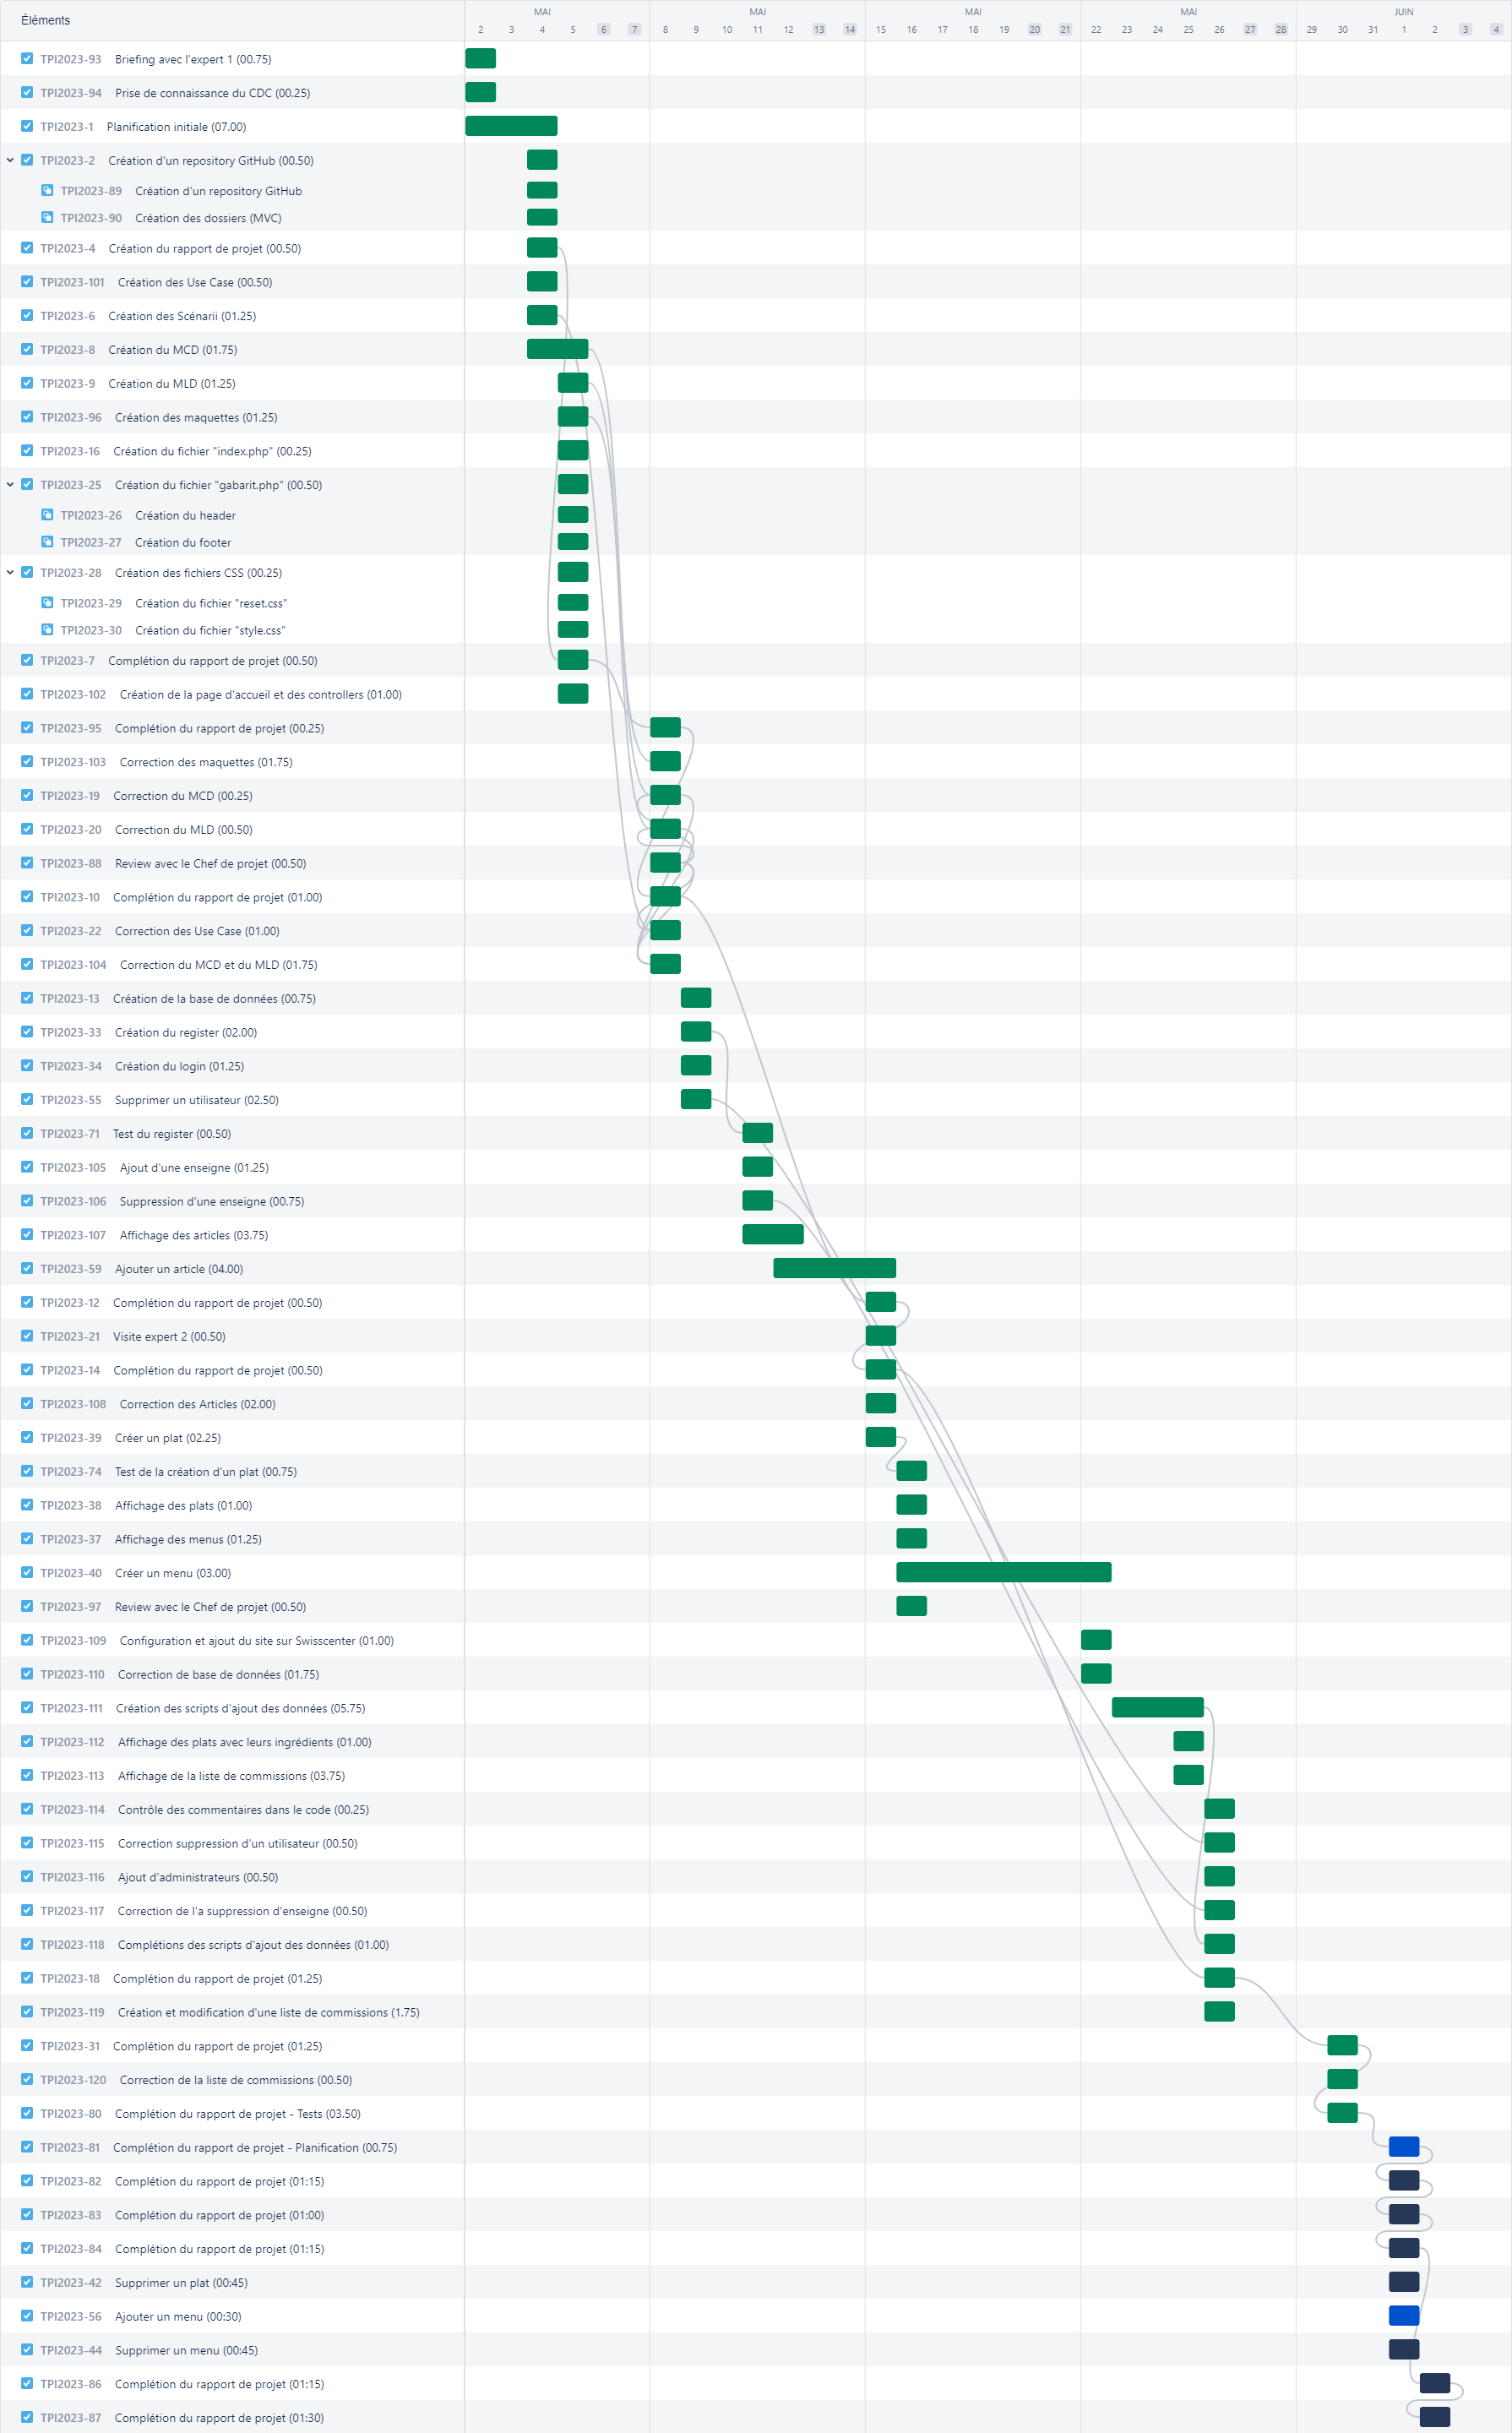 Éléments
MAI MAI MAI MAI JUIN
2 3 4 5 6 7 8 9 10 11 12 13 14 15 16 17 18 19 20 21 22 23 24 25 26 27 28 29 30 31 1 2 3 4
TPI2023-93 Briefing avec l'expert 1 (00.75)
TPI2023-94 Prise de connaissance du CDC (00.25)
TPI2023-1 Planification initiale (07.00)
TPI2023-2 Création d'un repository GitHub (00.50)
TPI2023-89 Création d'un repository GitHub
TPI2023-90 Création des dossiers (MVC)
TPI2023-4 Création du rapport de projet (00.50)
TPI2023-101 Création des Use Case (00.50)
TPI2023-6 Création des Scénarii (01.25)
TPI2023-8 Création du MCD (01.75)
TPI2023-9 Création du MLD (01.25)
TPI2023-96 Création des maquettes (01.25)
TPI2023-16 Création du fichier "index.php" (00.25)
TPI2023-25 Création du fichier "gabarit.php" (00.50)
TPI2023-26 Création du header
TPI2023-27 Création du footer
TPI2023-28 Création des fichiers CSS (00.25)
TPI2023-29 Création du fichier "reset.css"
TPI2023-30 Création du fichier "style.css"
TPI2023-7 Complétion du rapport de projet (00.50)
TPI2023-102 Création de la page d'accueil et des controllers (01.00)
TPI2023-95 Complétion du rapport de projet (00.25)
TPI2023-103 Correction des maquettes (01.75)
TPI2023-19 Correction du MCD (00.25)
TPI2023-20 Correction du MLD (00.50)
TPI2023-88 Review avec le Chef de projet (00.50)
TPI2023-10 Complétion du rapport de projet (01.00)
TPI2023-22 Correction des Use Case (01.00)
TPI2023-104 Correction du MCD et du MLD (01.75)
TPI2023-13 Création de la base de données (00.75)
TPI2023-33 Création du register (02.00)
TPI2023-34 Création du login (01.25)
TPI2023-55 Supprimer un utilisateur (02.50)
TPI2023-71 Test du register (00.50)
TPI2023-105 Ajout d'une enseigne (01.25)
TPI2023-106 Suppression d'une enseigne (00.75)
TPI2023-107 Affichage des articles (03.75)
TPI2023-59 Ajouter un article (04.00)
TPI2023-12 Complétion du rapport de projet (00.50)
TPI2023-21 Visite expert 2 (00.50)
TPI2023-14 Complétion du rapport de projet (00.50)
TPI2023-108 Correction des Articles (02.00)
TPI2023-39 Créer un plat (02.25)
TPI2023-74 Test de la création d'un plat (00.75)
TPI2023-38 Affichage des plats (01.00)
TPI2023-37 Affichage des menus (01.25)
TPI2023-40 Créer un menu (03.00)
TPI2023-97 Review avec le Chef de projet (00.50)
TPI2023-109 Configuration et ajout du site sur Swisscenter (01.00)
TPI2023-110 Correction de base de données (01.75)
TPI2023-111 Création des scripts d'ajout des données (05.75)
TPI2023-112 Affichage des plats avec leurs ingrédients (01.00)
TPI2023-113 Affichage de la liste de commissions (03.75)
TPI2023-114 Contrôle des commentaires dans le code (00.25)
TPI2023-115 Correction suppression d'un utilisateur (00.50)
TPI2023-116 Ajout d'administrateurs (00.50)
TPI2023-117 Correction de l'a suppression d'enseigne (00.50)
TPI2023-118 Complétions des scripts d'ajout des données (01.00)
TPI2023-18 Complétion du rapport de projet (01.25)
TPI2023-119 Création et modification d'une liste de commissions (1.75)
TPI2023-31 Complétion du rapport de projet (01.25)
TPI2023-120 Correction de la liste de commissions (00.50)
TPI2023-80 Complétion du rapport de projet - Tests (03.50)
TPI2023-81 Complétion du rapport de projet - Planification (00.75)
TPI2023-82 Complétion du rapport de projet (01:15)
TPI2023-83 Complétion du rapport de projet (01:00)
TPI2023-84 Complétion du rapport de projet (01:15)
TPI2023-42 Supprimer un plat (00:45)
TPI2023-56 Ajouter un menu (00:30)
TPI2023-44 Supprimer un menu (00:45)
TPI2023-86 Complétion du rapport de projet (01:15)
TPI2023-87 Complétion du rapport de projet (01:30)